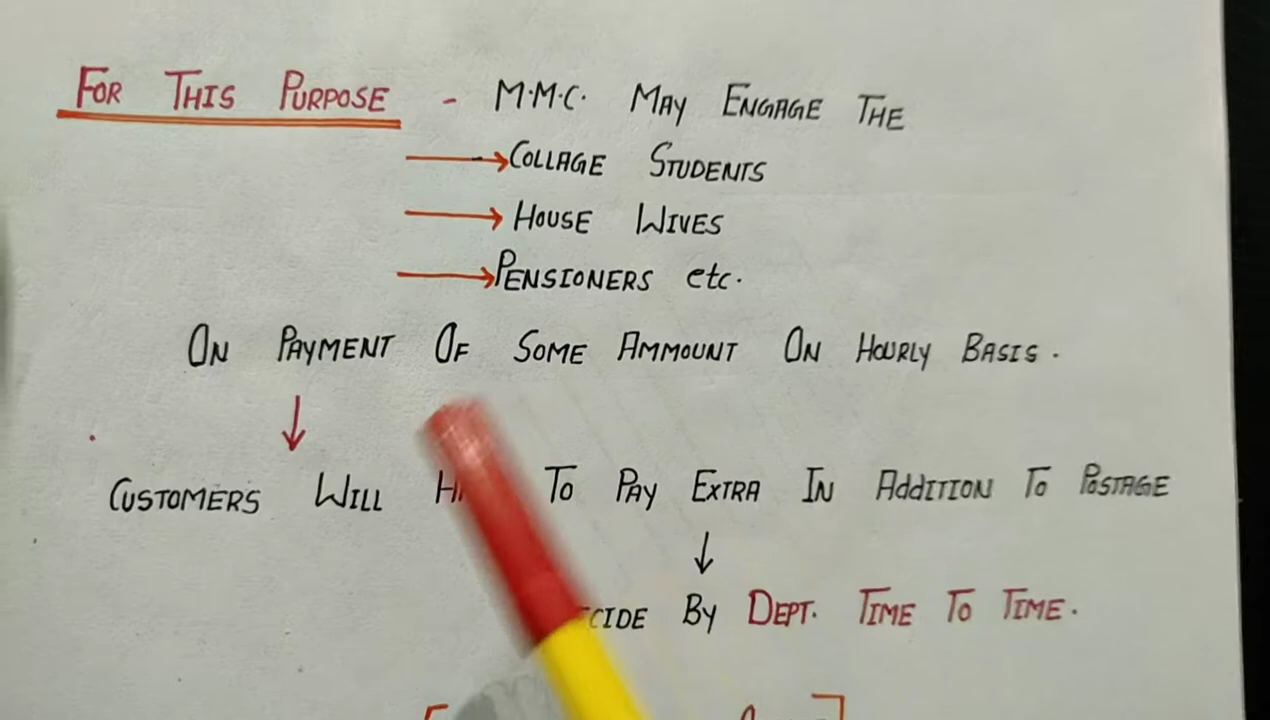 FOR THIS PURPOSE - M.M.C. MAY ENGAGE THE
→ COLLAGE STUDENTS
→ HOUSE WIVES
→ PENSIONERS etc.
ON PAYMENT OF SOME AMMOUNT ON HOURLY BASIS.
CUSTOMERS WILL TO PAY EXTRA IN ADDITION TO POSTAGE
BY DEPT. TIME TO TIME.